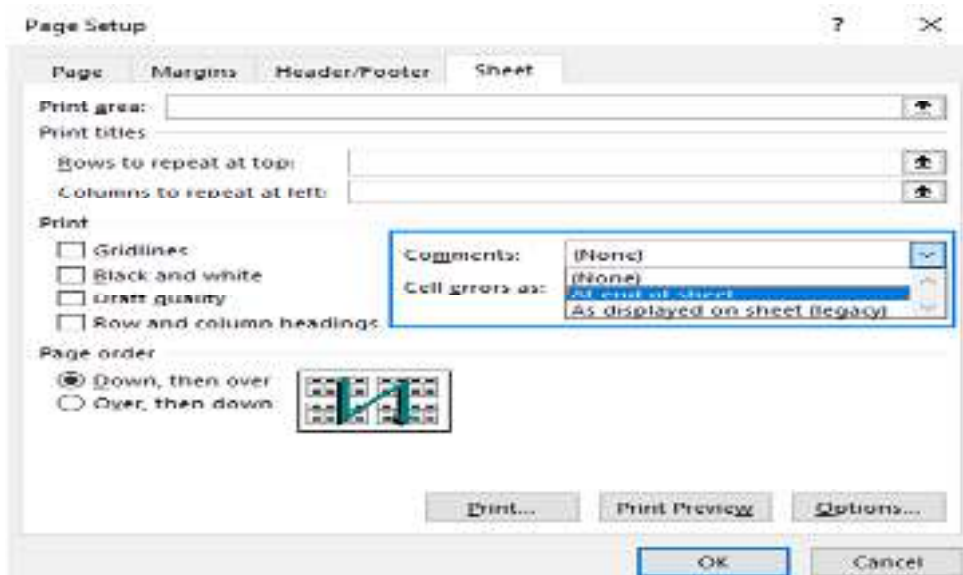 Page Setup ?
Page Margins Header/Footer Sheet
Print area:
Print titles
Rows to repeat at top:
Columns to repeat at left:
Print
Gridlines
Black and white
Draft quality
Row and column headings
Comments: (None)
(None)
Cell errors as: At end of sheet
As displayed on sheet (legacy)
Page order
Down, then over
Over, then down
Print... Print Preview Options...
OK Cancel